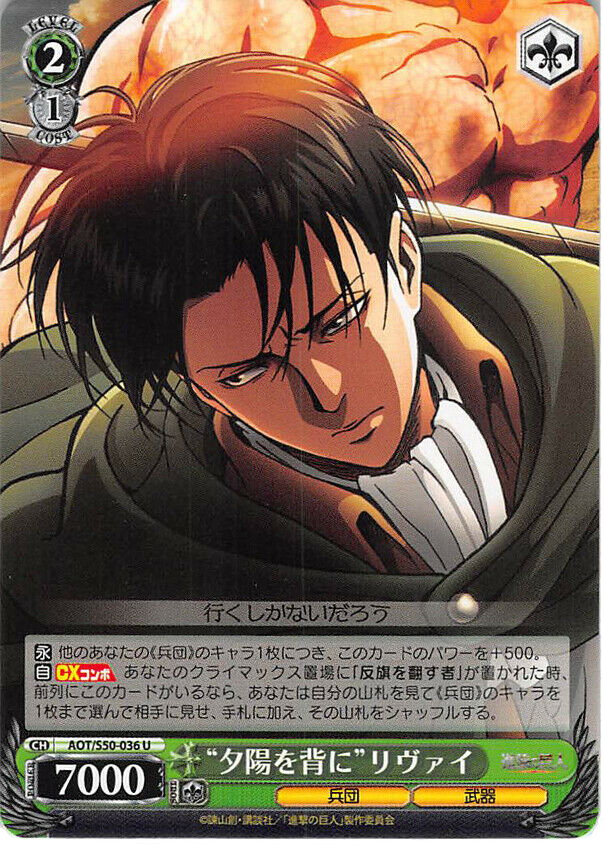 LEVEL
2
1
COST
行くしかないだろう
永 他のあなたの《兵団》のキャラ1枚につき、このカードのパワーを+500。
自 CXコンボ あなたのクライマックス置場に「反旗を翻す者」が置かれた時、
前列にこのカードがいるなら、あなたは自分の山札を見て《兵団》のキャラを
1枚まで選んで相手に見せ、手札に加え、その山札をシャッフルする。
CH AOT/S50-036 U
“夕陽を背に”リヴァイ
進撃の巨人
POWER
7000
SOUL
兵団
武器
©諫山創・講談社/「進撃の巨人」製作委員会